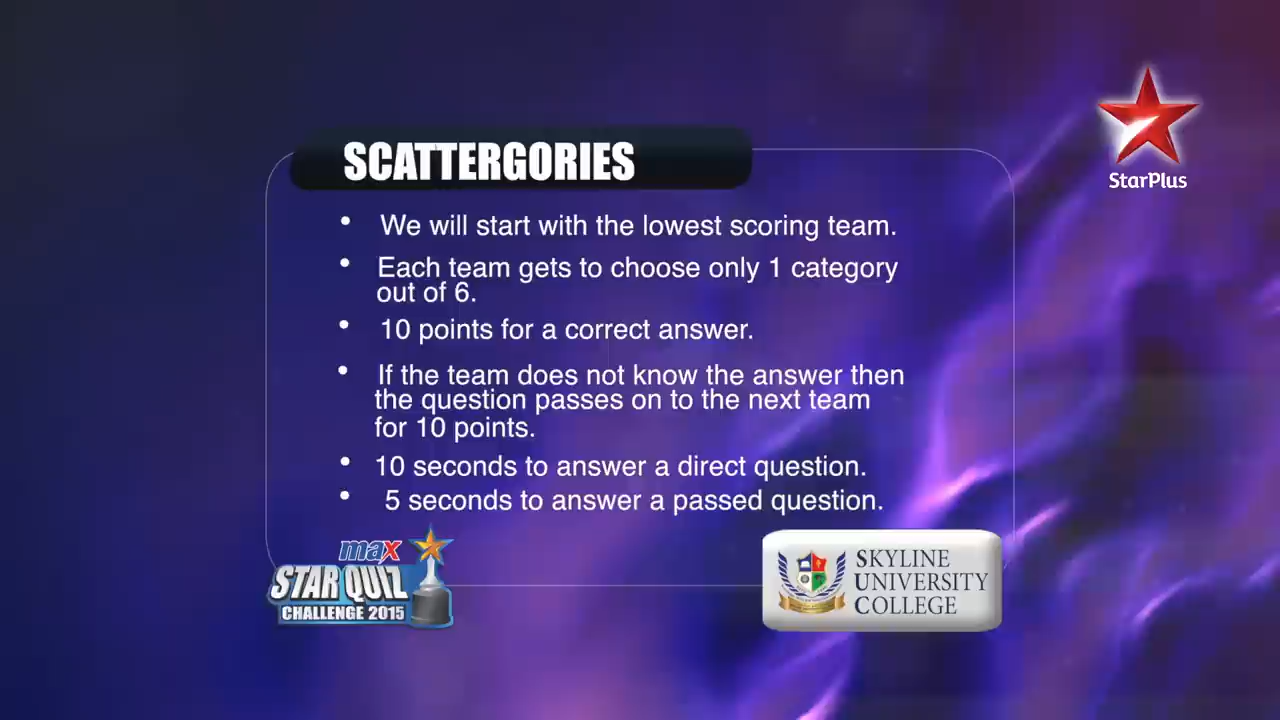 SCATTERGORIES
StarPlus
• We will start with the lowest scoring team.
• Each team gets to choose only 1 category
out of 6.
• 10 points for a correct answer.
• If the team does not know the answer then
the question passes on to the next team
for 10 points.
• 10 seconds to answer a direct question.
• 5 seconds to answer a passed question.
max
STAR QUIZ
CHALLENGE 2015
SKYLINE
UNIVERSITY
COLLEGE